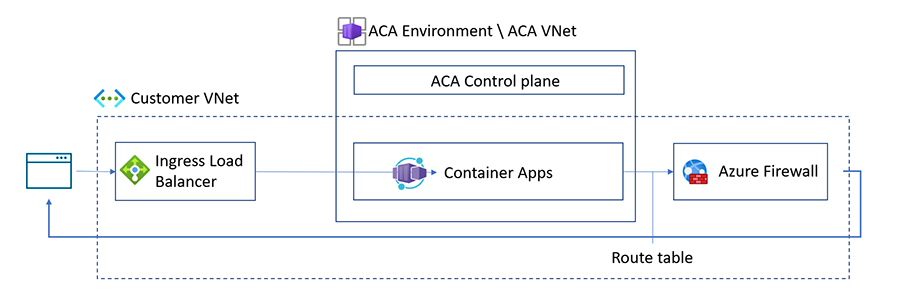 ACA Environment \ ACA VNet
ACA Control plane
Customer VNet
Ingress Load
Balancer
Container Apps
Azure Firewall
Route table